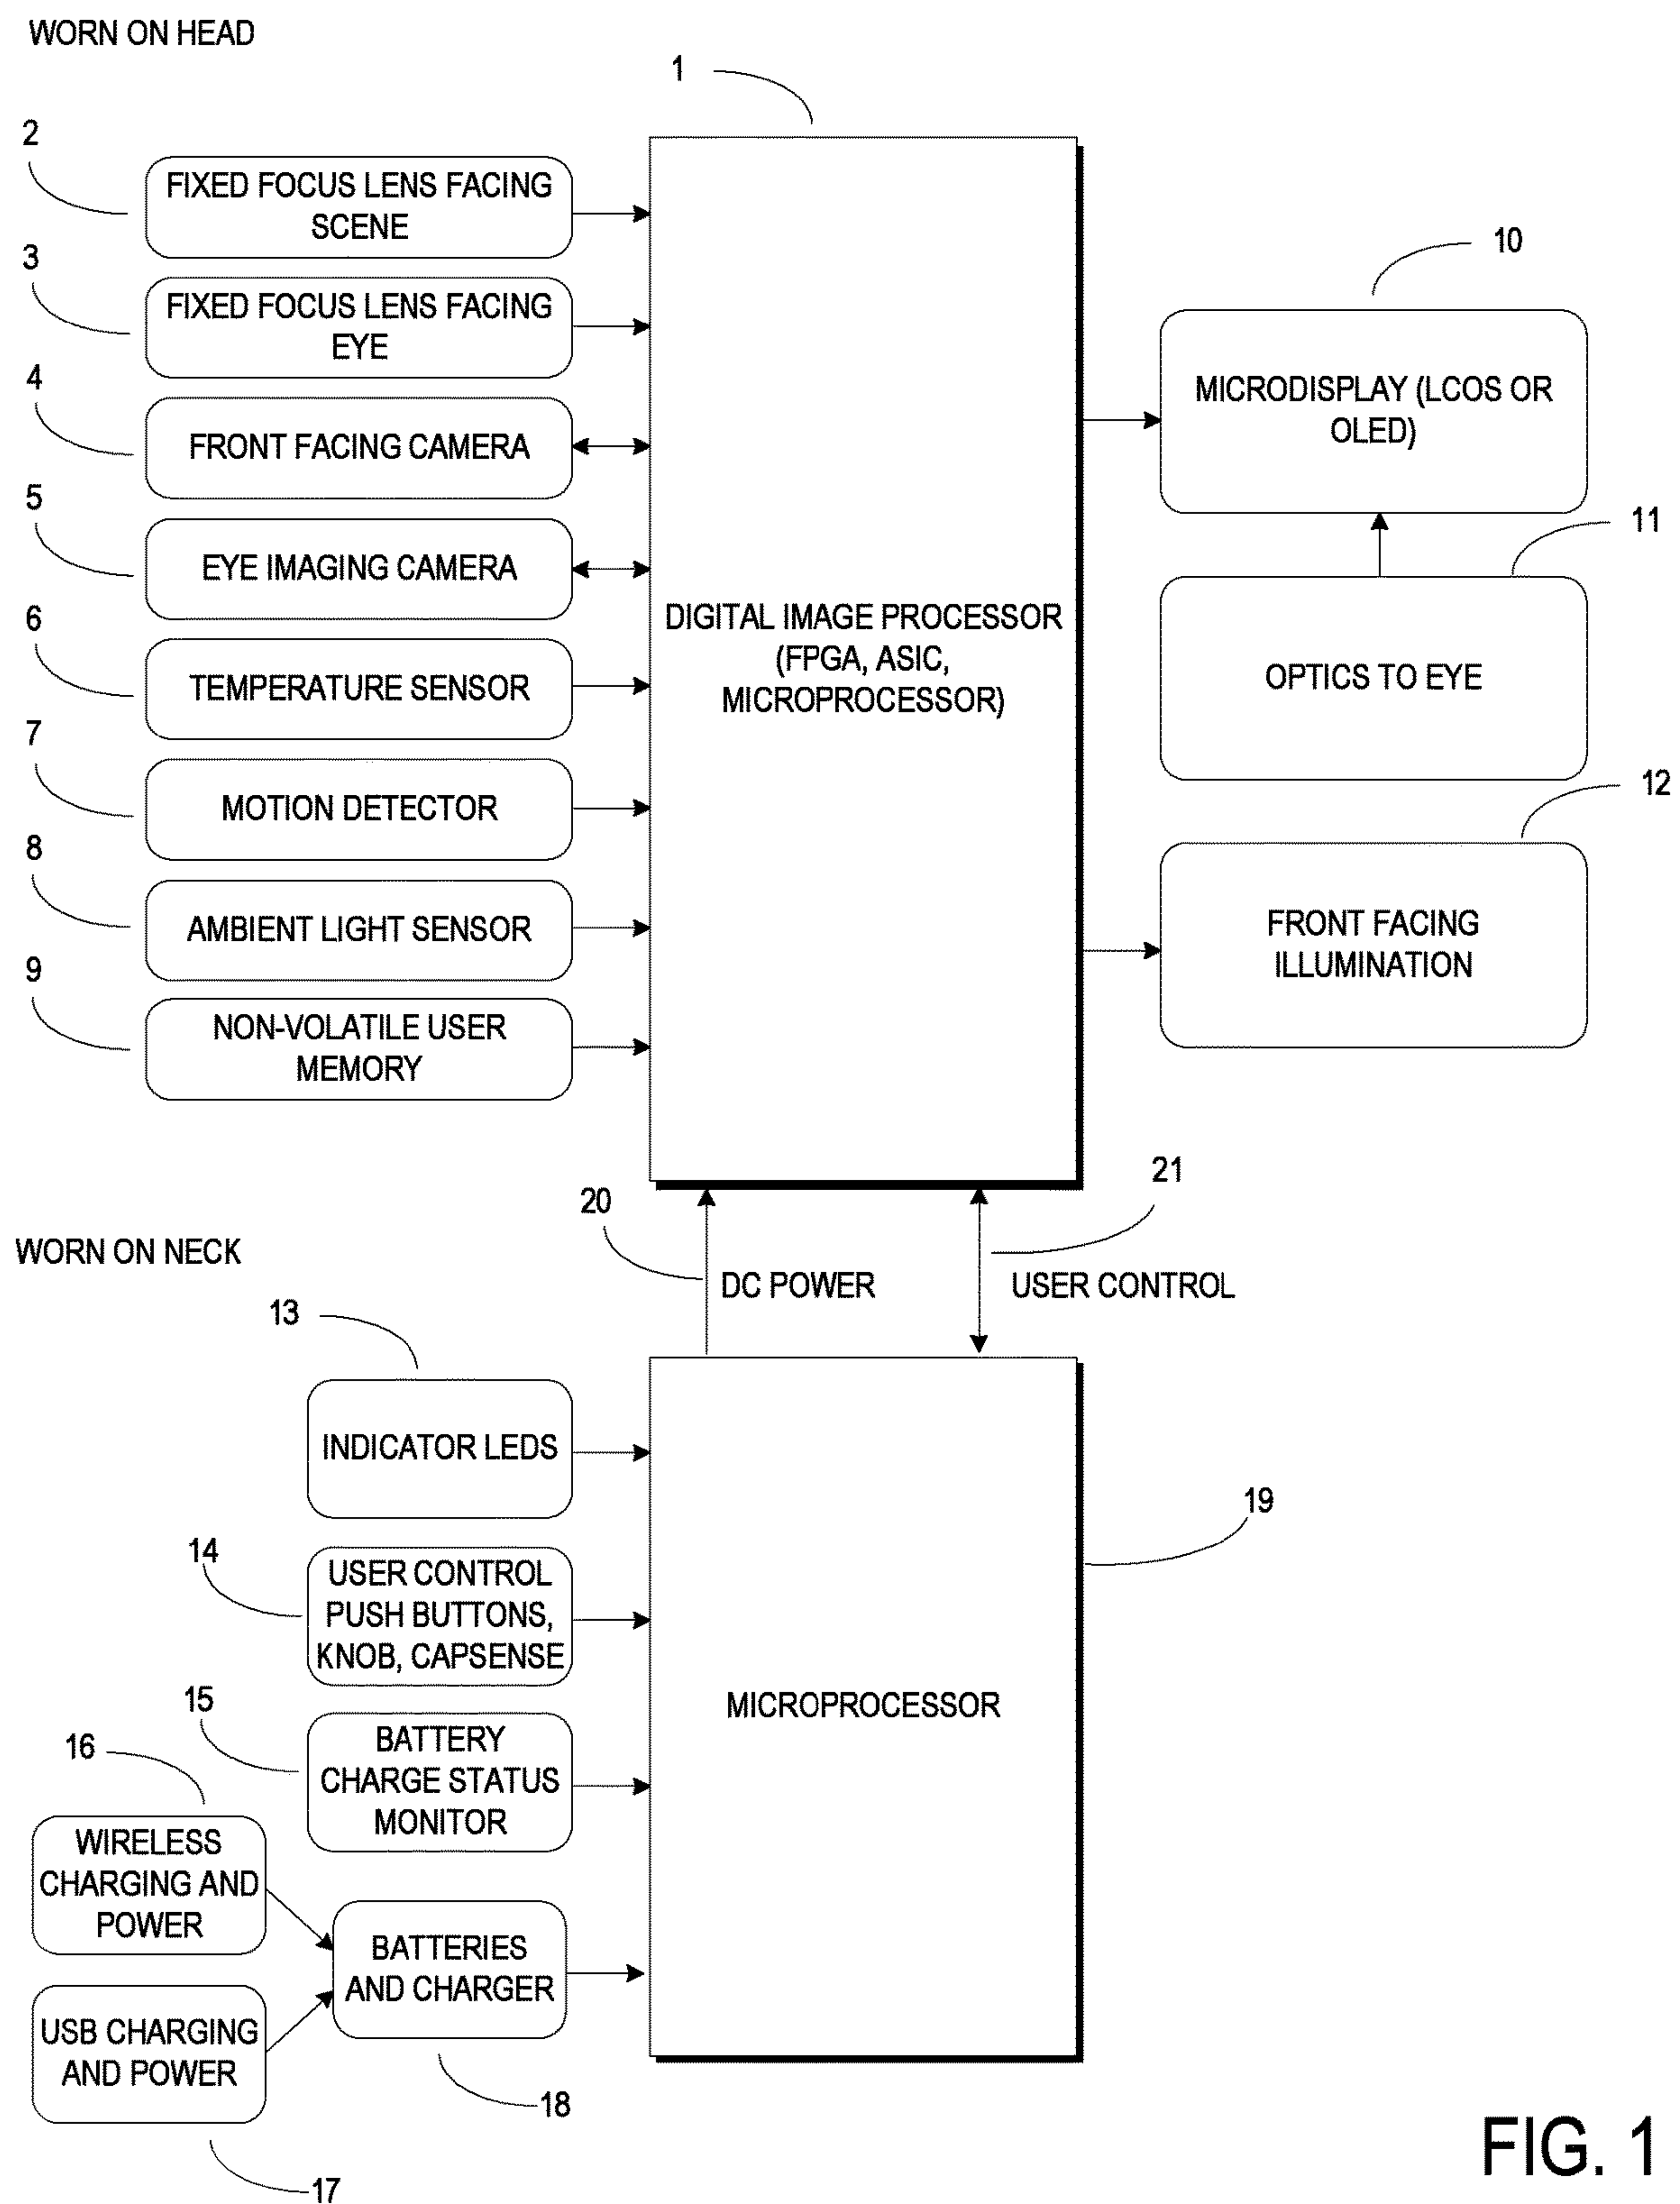 WORN ON HEAD
1
2
FIXED FOCUS LENS FACING
SCENE
3
FIXED FOCUS LENS FACING
EYE
4
FRONT FACING CAMERA
5
EYE IMAGING CAMERA
6
TEMPERATURE SENSOR
7
MOTION DETECTOR
8
AMBIENT LIGHT SENSOR
9
NON-VOLATILE USER
MEMORY
DIGITAL IMAGE PROCESSOR
(FPGA, ASIC,
MICROPROCESSOR)
10
MICRODISPLAY (LCOS OR
OLED)
11
OPTICS TO EYE
12
FRONT FACING
ILLUMINATION
20
DC POWER
21
USER CONTROL
WORN ON NECK
13
INDICATOR LEDS
14
USER CONTROL
PUSH BUTTONS,
KNOB, CAPSENSE
15
BATTERY
CHARGE STATUS
MONITOR
16
WIRELESS
CHARGING AND
POWER
BATTERIES
AND CHARGER
18
USB CHARGING
AND POWER
17
MICROPROCESSOR
19
FIG. 1